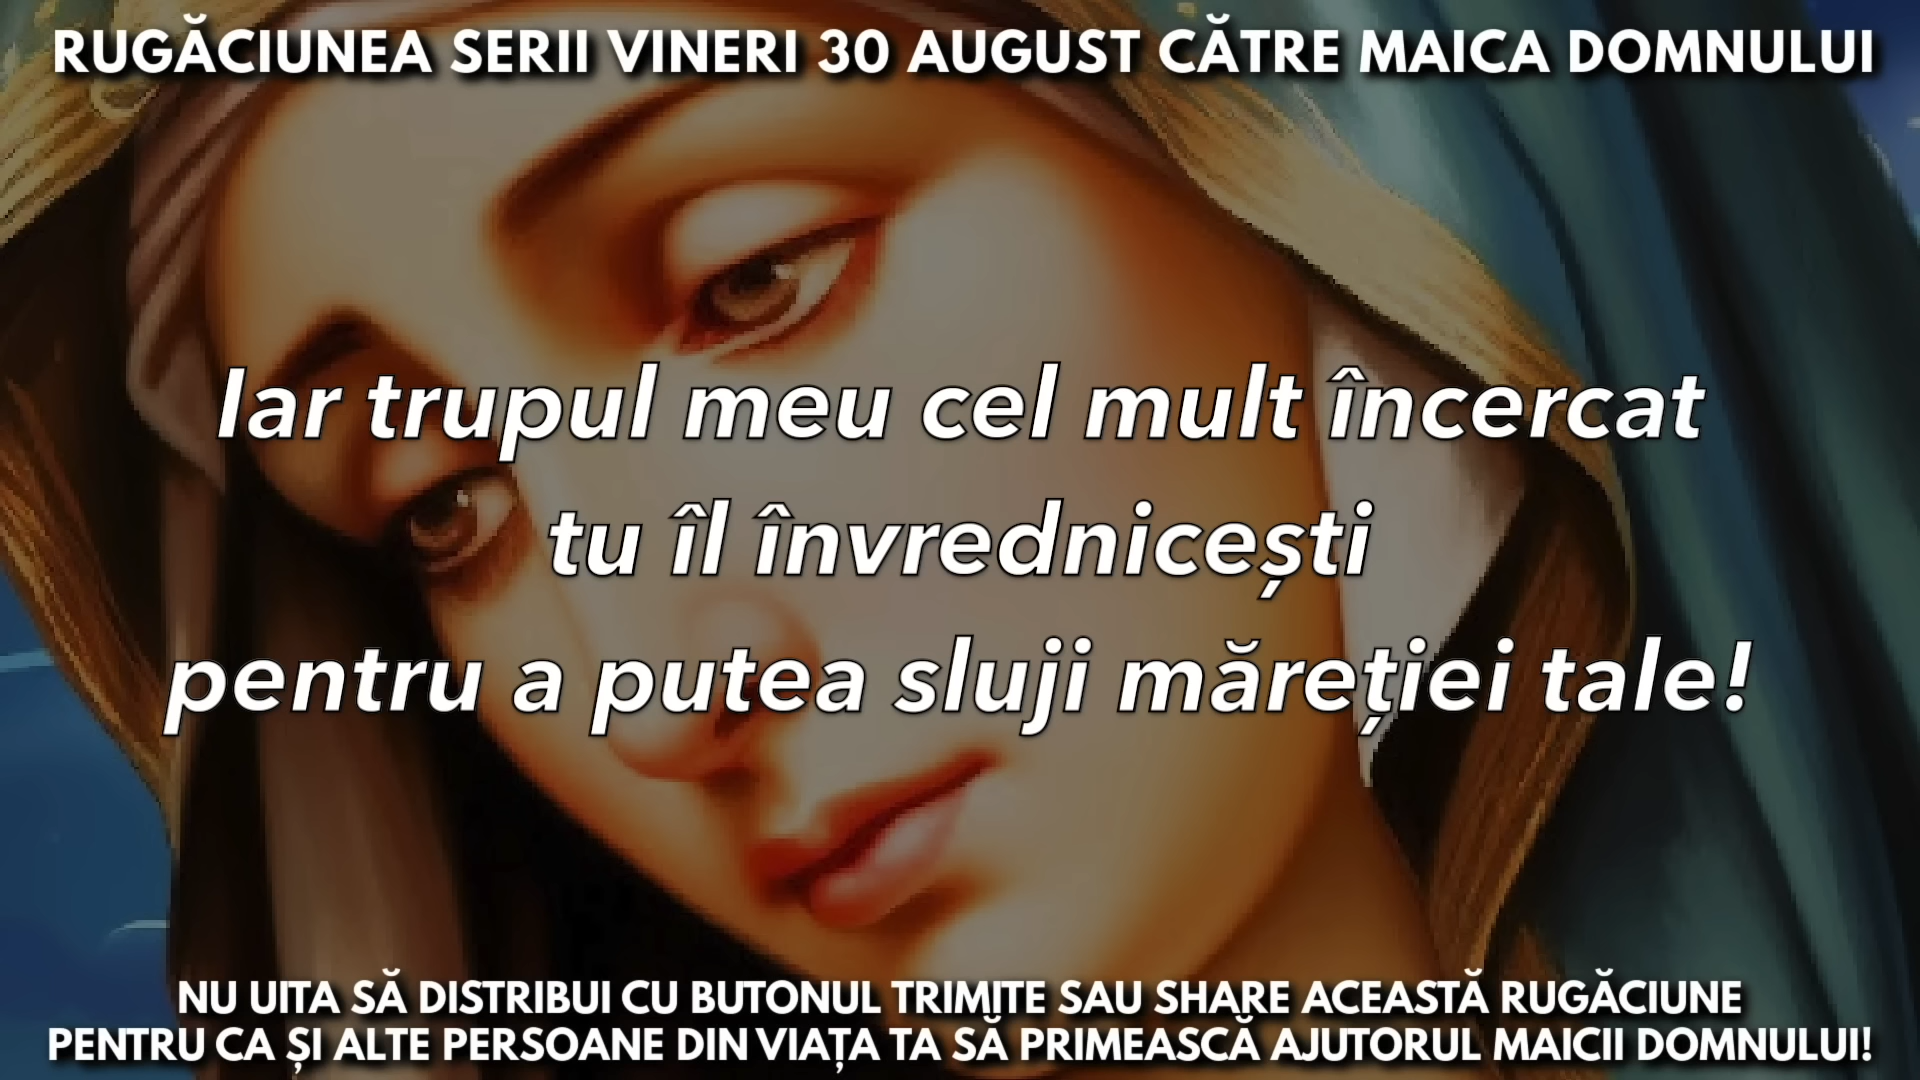 RUGĂCIUNEA SERII VINERI 30 AUGUST CĂTRE MAICA DOMNULUI
Iar trupul meu cel mult încercat
tu îl învrednicești
pentru a putea sluji măreției tale!
NU UITA SĂ DISTRIBUI CU BUTONUL TRIMITE SAU SHARE ACEASTĂ RUGĂCIUNE
PENTRU CA ȘI ALTE PERSOANE DIN VIAȚA TA SĂ PRIMEASCĂ AJUTORUL MAICII DOMNULUI!